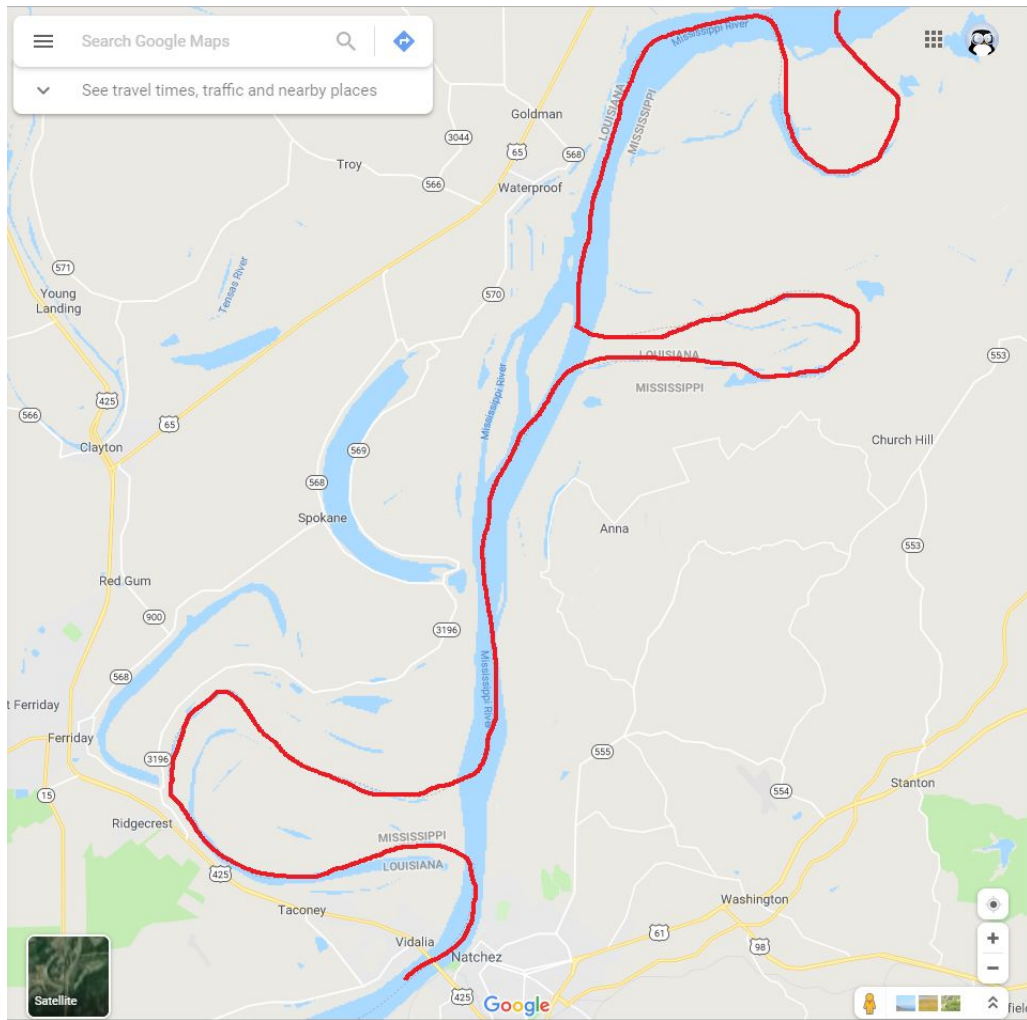 Search Google Maps
See travel times, traffic and nearby places
Mississippi River
LOUISIANA
MISSISSIPPI
Goldman
3044
65
568
Troy
566
Waterproof
571
Young
Landing
Tensas River
570
553
LOUISIANA
MISSISSIPPI
Mississippi River
425
566
65
Clayton
569
568
Church Hill
Spokane
Anna
553
Red Gum
900
3196
568
Mississippi River
t Ferriday
Ferriday
3196
555
15
554
Stanton
Ridgecrest
MISSISSIPPI
LOUISIANA
425
Taconey
Washington
61
98
Vidalia
Natchez
425
Satellite
Google
field